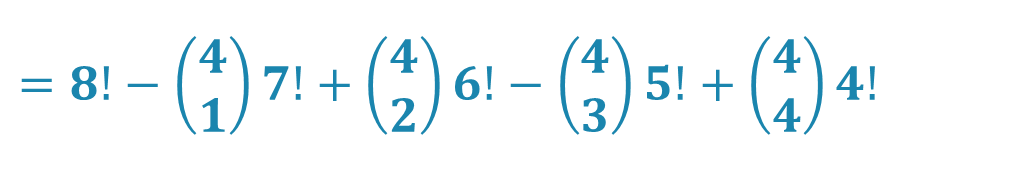 = 8! − (4 1) 7! + (4 2) 6! − (4 3) 5! + (4 4) 4!